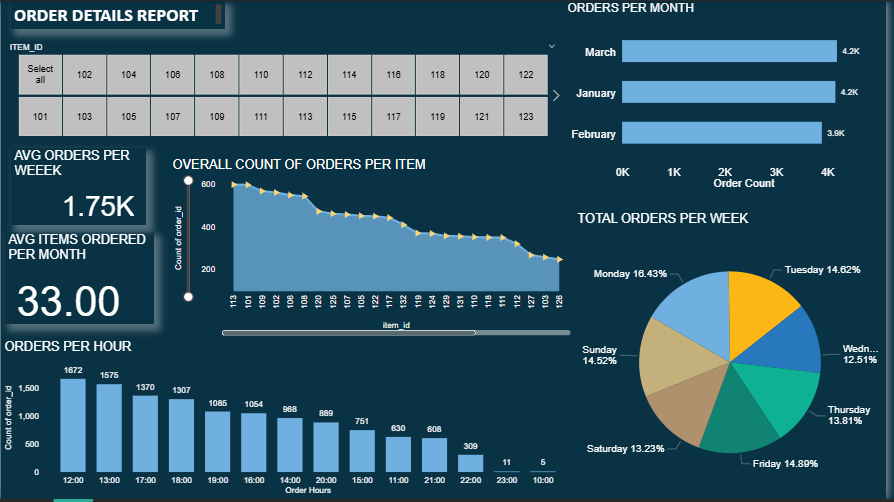 ORDER DETAILS REPORT
ITEM_ID
Select all
102
104
106
108
110
112
114
116
118
120
122
101
103
105
107
109
111
113
115
117
119
121
123
ORDERS PER MONTH
March
4.2K
January
4.2K
February
3.9K
0K 1K 2K 3K 4K
Order Count
AVG ORDERS PER
WEEEK
1.75K
AVG ITEMS ORDERED
PER MONTH
33.00
OVERALL COUNT OF ORDERS PER ITEM
Count of order_id
600
400
200
113 101 109 102 106 108 120 125 107 105 122 117 132 119 124 129 131 110 118 111 112 127 103 126
item_id
TOTAL ORDERS PER WEEK
Monday 16.43%
Tuesday 14.62%
Wedn...
12.51%
Thursday
13.81%
Friday 14.89%
Saturday 13.23%
Sunday
14.52%
ORDERS PER HOUR
Count of order_id
1,500
1,000
500
0
1672 1575 1370 1307 1085 1054 968 889 751 630 608 309 11 5
12:00 13:00 17:00 18:00 19:00 16:00 14:00 20:00 15:00 11:00 21:00 22:00 23:00 10:00
Order Hours